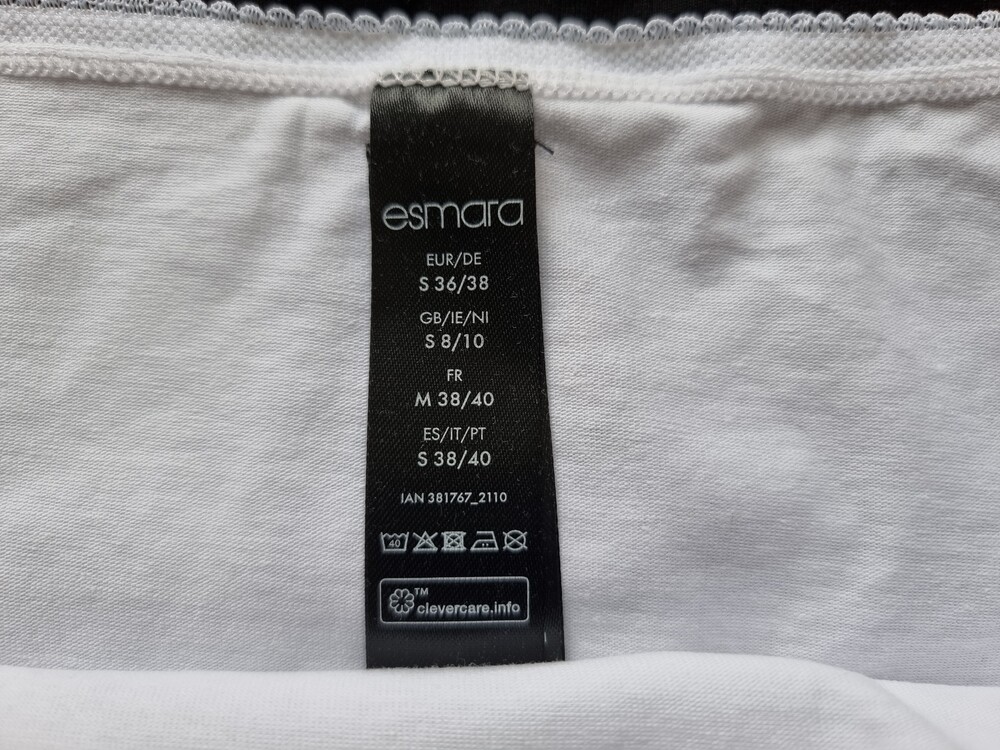 esmara
EUR/DE
S 36/38
GB/IE/NI
S 8/10
FR
M 38/40
ES/IT/PT
S 38/40
IAN 381767_2110
40
TM
clevercare.info